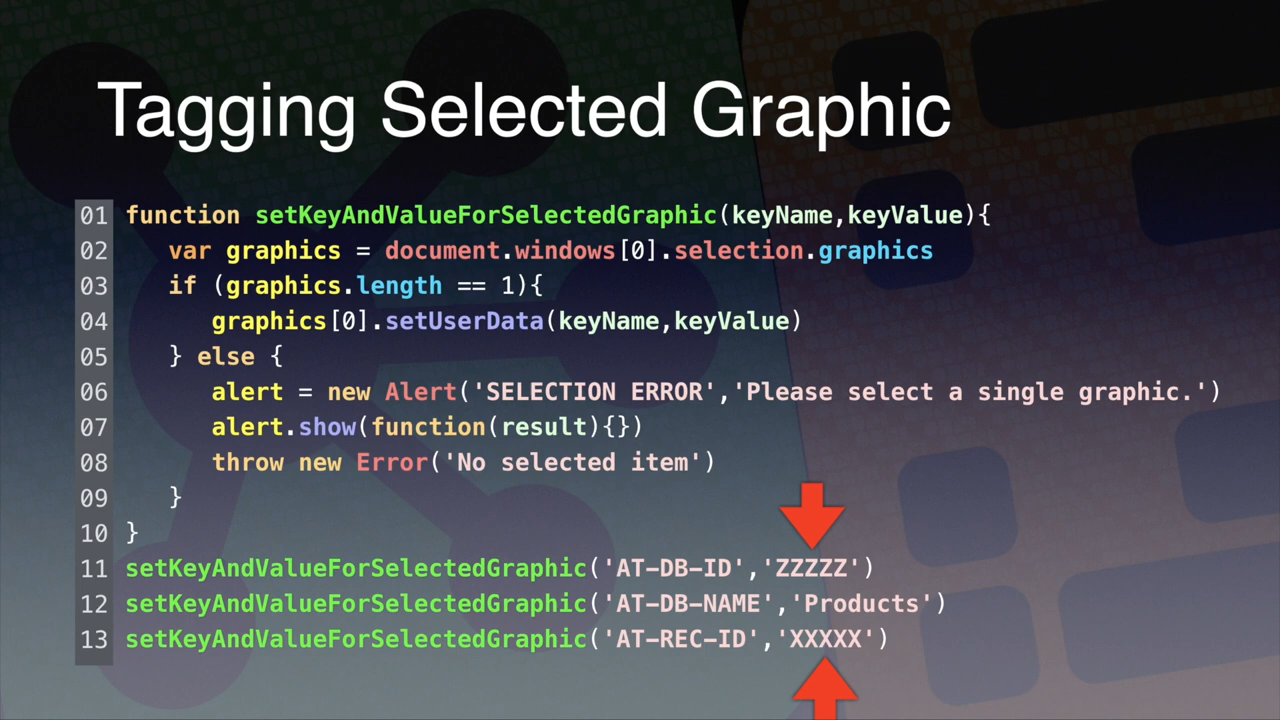 Tagging Selected Graphic
01 function setKeyAndValueForSelectedGraphic(keyName,keyValue){
02 var graphics = document.windows[0].selection.graphics
03 if (graphics.length == 1){
04 graphics[0].setUserData(keyName,keyValue)
05 } else {
06 alert = new Alert('SELECTION ERROR','Please select a single graphic.')
07 alert.show(function(result){})
08 throw new Error('No selected item')
09 }
10 }
11 setKeyAndValueForSelectedGraphic('AT-DB-ID','ZZZZZ')
12 setKeyAndValueForSelectedGraphic('AT-DB-NAME','Products')
13 setKeyAndValueForSelectedGraphic('AT-REC-ID','XXXXX')